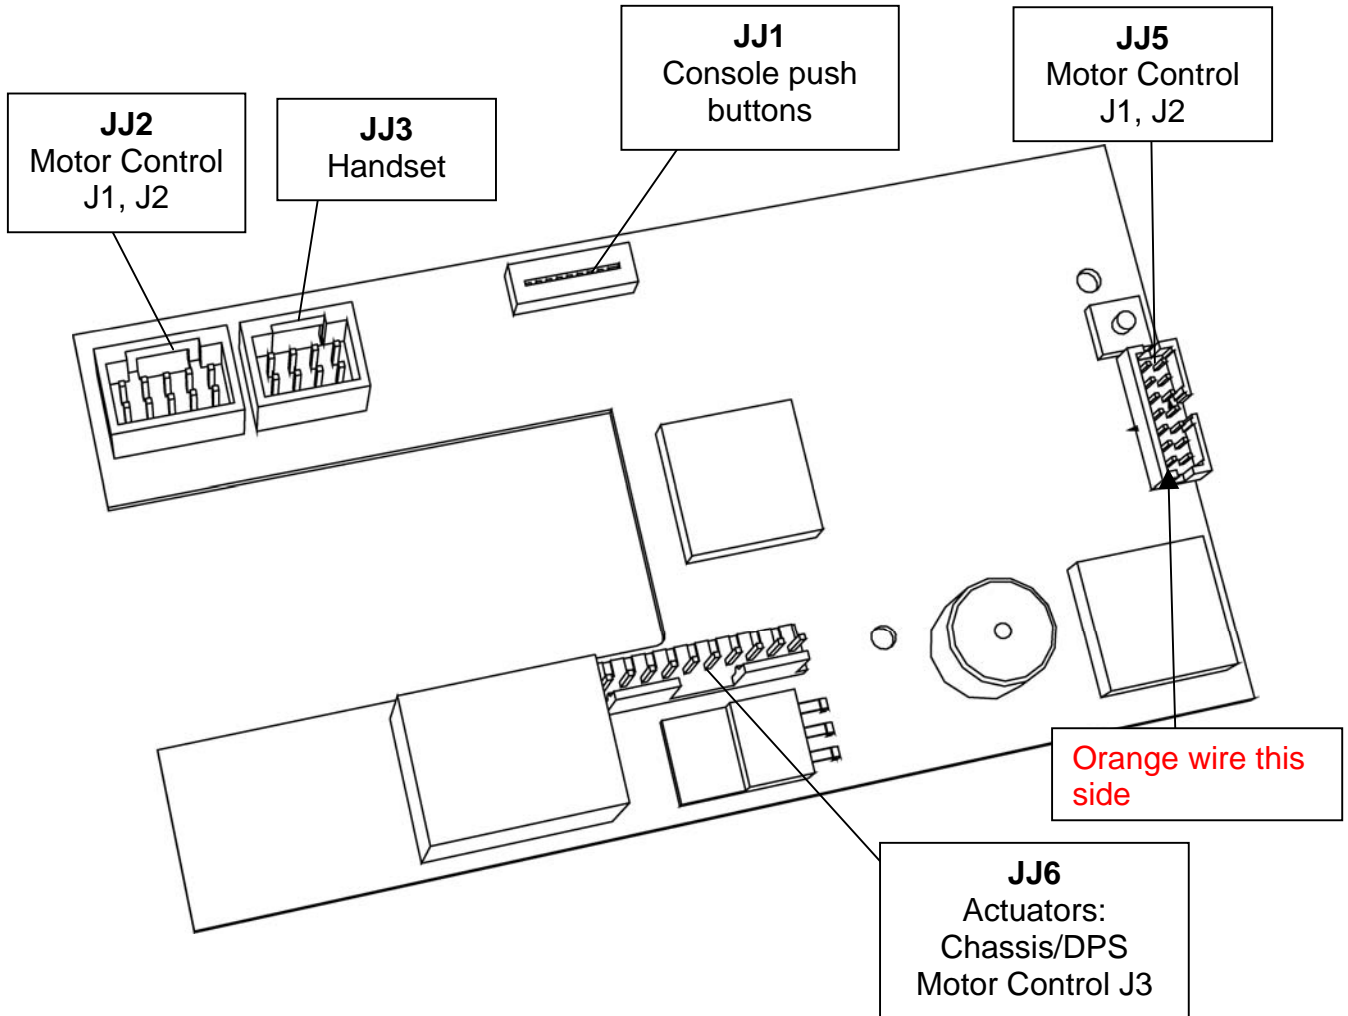 JJ1
Console push
buttons
JJ5
Motor Control
J1, J2
JJ2
Motor Control
J1, J2
JJ3
Handset
Orange wire this
side
JJ6
Actuators:
Chassis/DPS
Motor Control J3